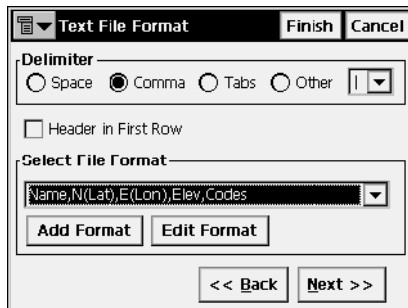 Text File Format Finish Cancel
Delimiter
Space Comma Tabs Other |
Header in First Row
Select File Format
Name,N(Lat),E(Lon),Elev,Codes
Add Format Edit Format
<< Back Next >>